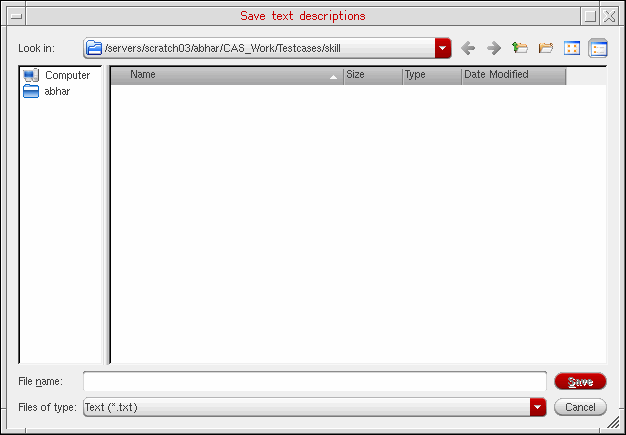 Save text descriptions
Look in: /servers/scratch03/abhar/CAS_Work/Testcases/skill
Computer
abhar
Name Size Type Date Modified
File name: Save
Files of type: Text (*.txt) Cancel